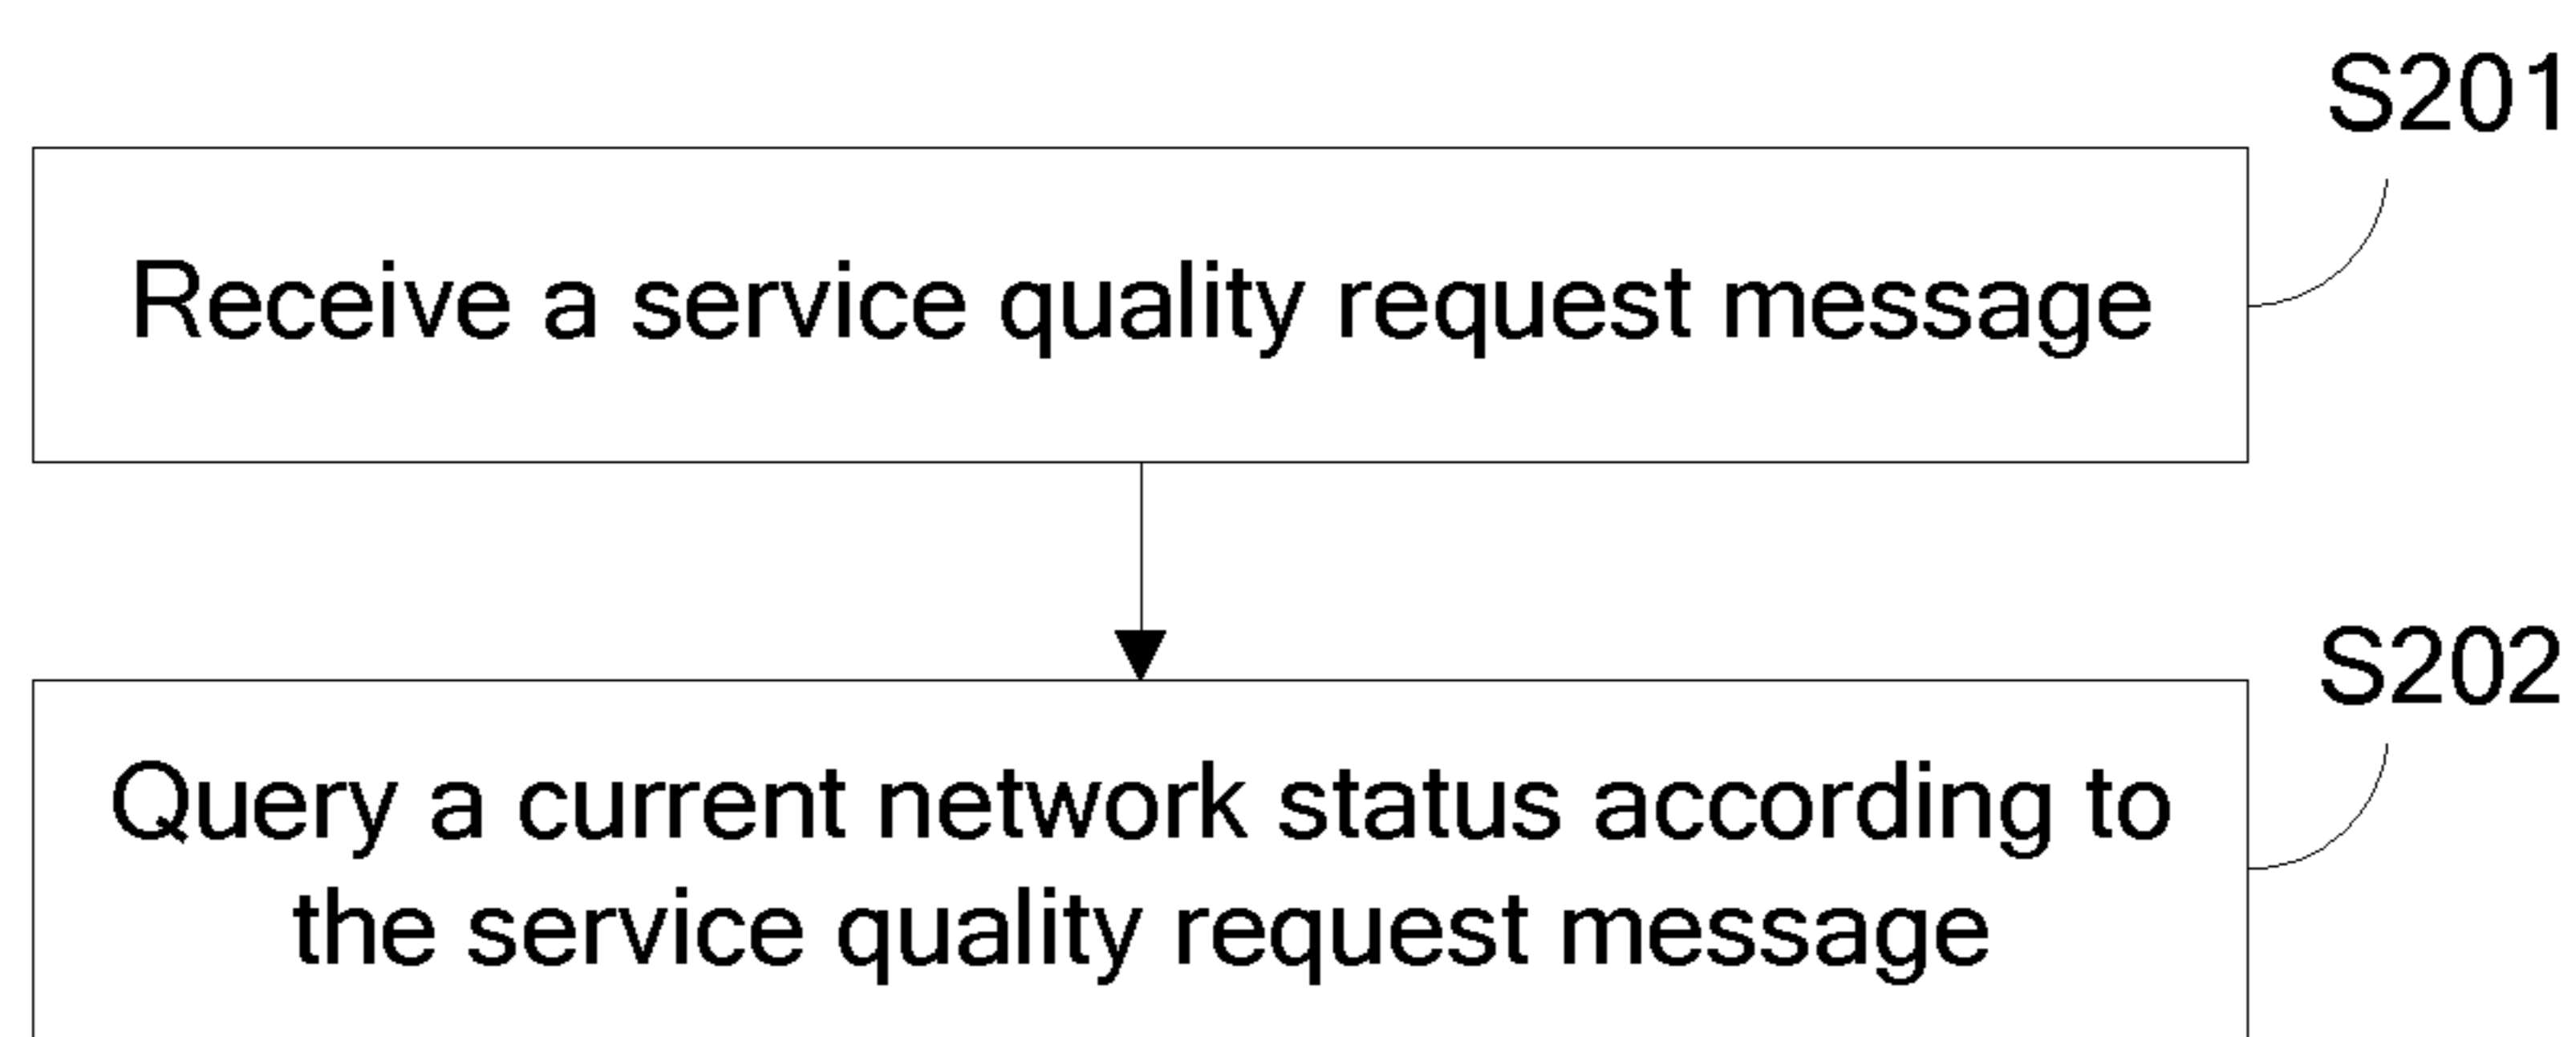 S201
Receive a service quality request message
S202
Query a current network status according to
the service quality request message